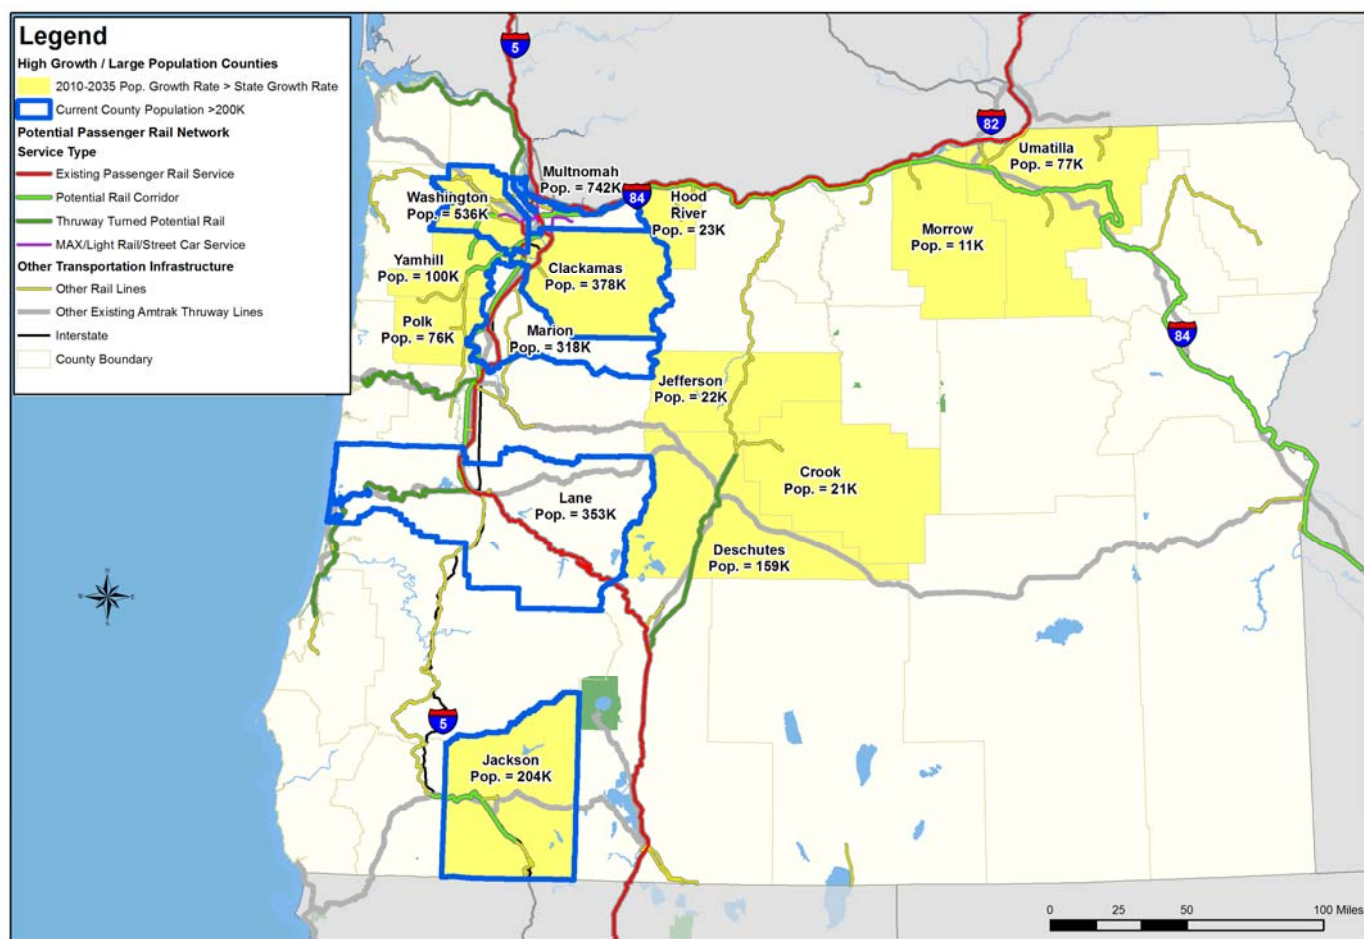 Legend
High Growth / Large Population Counties
2010-2035 Pop. Growth Rate > State Growth Rate
Current County Population >200K
Potential Passenger Rail Network
Service Type
Existing Passenger Rail Service
Potential Rail Corridor
Thruway Turned Potential Rail
MAX/Light Rail/Street Car Service
Other Transportation Infrastructure
Other Rail Lines
Other Existing Amtrak Thruway Lines
Interstate
County Boundary
5
82
Umatilla
Pop. = 77K
Multnomah
Pop. = 742K
84
Washington
Pop. = 536K
Hood
River
Pop. = 23K
Morrow
Pop. = 11K
Yamhill
Pop. = 100K
Clackamas
Pop. = 378K
Polk
Pop. = 76K
Marion
Pop. = 318K
84
Jefferson
Pop. = 22K
Crook
Pop. = 21K
Lane
Pop. = 353K
Deschutes
Pop. = 159K
5
Jackson
Pop. = 204K
0 25 50 100 Miles